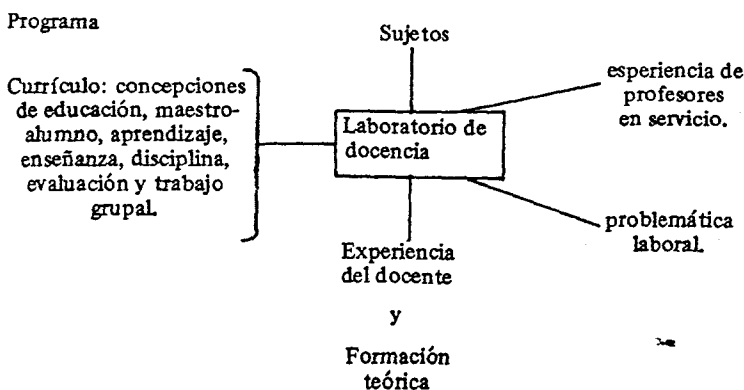 Programa
Sujetos
Currículo: concepciones
de educación, maestro-
alumno, aprendizaje,
enseñanza, disciplina,
evaluación y trabajo
grupal.
Laboratorio de
docencia
esperiencia de
profesores
en servicio.
problemática
laboral.
Experiencia
del docente
y
Formación
teórica